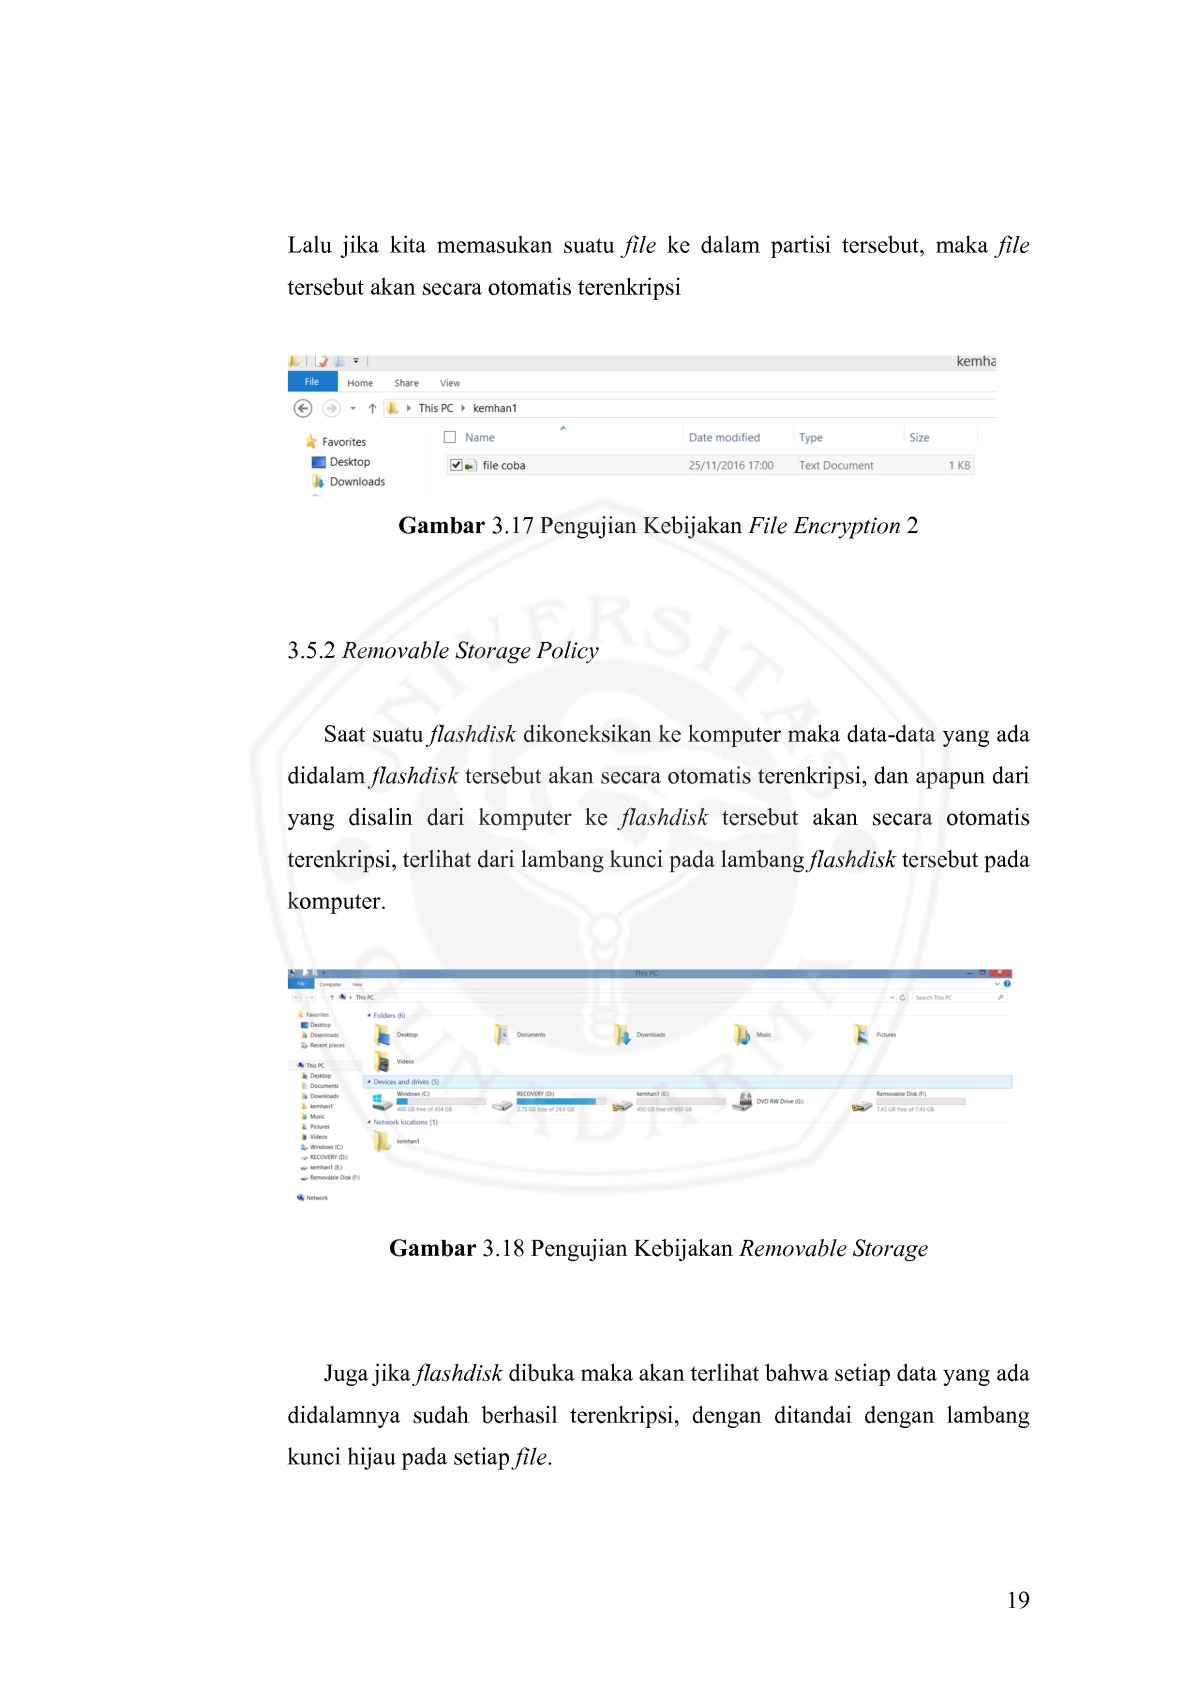 Lalu jika kita memasukan suatu file ke dalam partisi tersebut, maka file
tersebut akan secara otomatis terenkripsi
kemha
File Home Share View
This PC kemhan1
Favorites
Desktop
Downloads
Name Date modified Type Size
file coba 25/11/2016 17:00 Text Document 1 KB
Gambar 3.17 Pengujian Kebijakan File Encryption 2
UNIVERSITAS GUNADARMA
3.5.2 Removable Storage Policy
Saat suatu flashdisk dikoneksikan ke komputer maka data-data yang ada
didalam flashdisk tersebut akan secara otomatis terenkripsi, dan apapun dari
yang disalin dari komputer ke flashdisk tersebut akan secara otomatis
terenkripsi, terlihat dari lambang kunci pada lambang flashdisk tersebut pada
komputer.
This PC
File Computer View
This PC
Search This PC
Favorites
Desktop
Downloads
Recent places
This PC
Desktop
Documents
Downloads
kemhan1
Music
Pictures
Videos
Windows (C:)
RECOVERY (D:)
kemhan1 (E:)
Removable Disk (F:)
Network
Folders (6)
Desktop Documents Downloads Music Pictures
Videos
Devices and drives (5)
Windows (C:) RECOVERY (D:) kemhan1 (E:) DVD RW Drive (G:) Removable Disk (F:)
400 GB free of 454 GB 2,75 GB free of 24,6 GB 450 GB free of 450 GB 7,43 GB free of 7,43 GB
Network locations (1)
kemhan1
Gambar 3.18 Pengujian Kebijakan Removable Storage
Juga jika flashdisk dibuka maka akan terlihat bahwa setiap data yang ada
didalamnya sudah berhasil terenkripsi, dengan ditandai dengan lambang
kunci hijau pada setiap file.
19